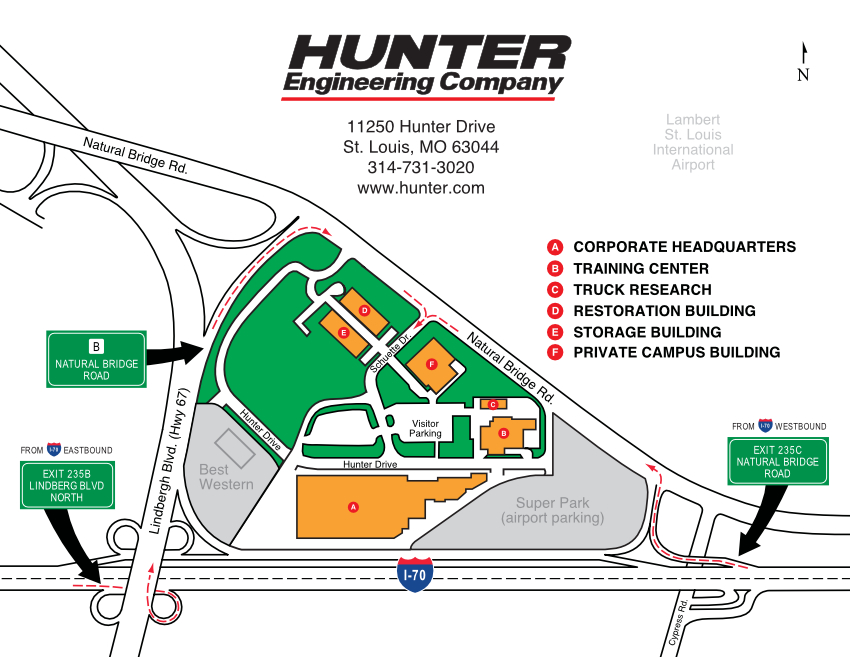 HUNTER
Engineering Company
N
11250 Hunter Drive
St. Louis, MO 63044
314-731-3020
www.hunter.com
Lambert
St. Louis
International
Airport
Natural Bridge Rd.
A CORPORATE HEADQUARTERS
B TRAINING CENTER
C TRUCK RESEARCH
D RESTORATION BUILDING
E STORAGE BUILDING
F PRIVATE CAMPUS BUILDING
D
E
F
C
B
A
Schuette Dr.
Natural Bridge Rd.
B
NATURAL BRIDGE
ROAD
Lindbergh Blvd. (Hwy 67)
Hunter Drive
Visitor
Parking
Hunter Drive
Best
Western
Super Park
(airport parking)
FROM I-70 EASTBOUND
EXIT 235B
LINDBERG BLVD
NORTH
FROM I-70 WESTBOUND
EXIT 235C
NATURAL BRIDGE
ROAD
I-70
Cypress Rd.